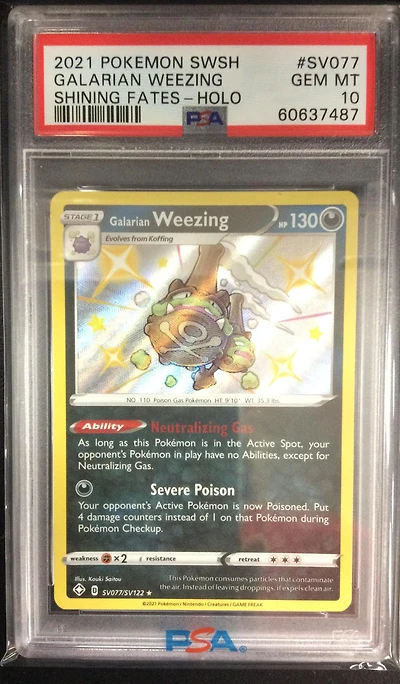 2021 POKEMON SWSH #SV077
GALARIAN WEEZING GEM MT
SHINING FATES-HOLO 10
PSA 60637487
STAGE 1 Galarian Weezing HP 130
Evolves from Koffing
NO. 110 Poison Gas Pokémon HT. 9'10" WT. 35.3 lbs.
Ability Neutralizing Gas
As long as this Pokémon is in the Active Spot, your
opponent's Pokémon in play have no Abilities, except for
Neutralizing Gas.
Severe Poison
Your opponent's Active Pokémon is now Poisoned. Put
4 damage counters instead of 1 on that Pokémon during
Pokémon Checkup.
weakness ×2 resistance retreat
Illus. Kouki Saitou
This Pokémon consumes particles that contaminate
the air. Instead of leaving droppings, it expels clean air.
D SV077/SV122 ★
©2021 Pokémon / Nintendo / Creatures / GAME FREAK
PSA®